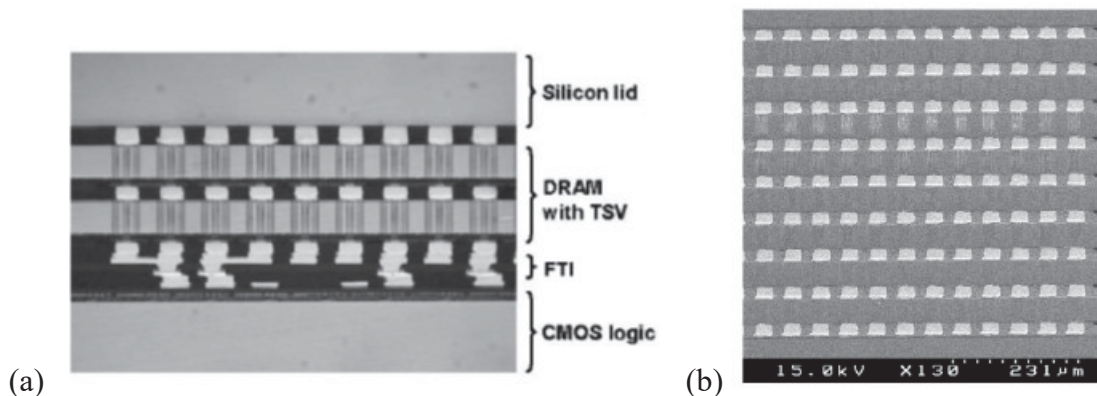 Silicon lid
DRAM
with TSV
FTI
CMOS logic
(a)
(b)
15.0kV X130 231μm